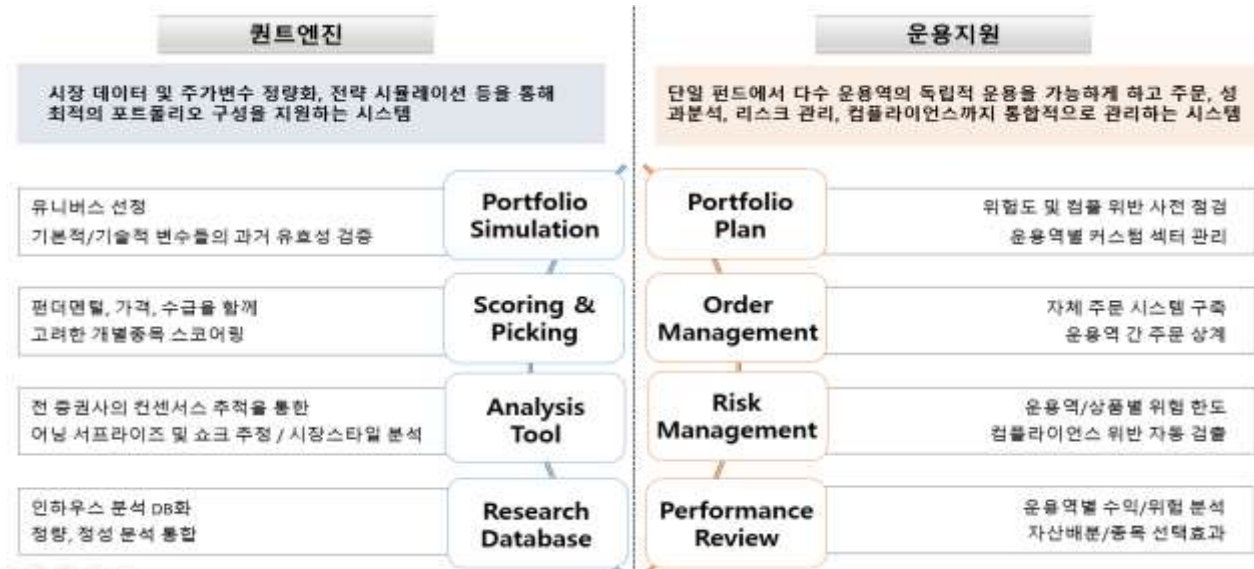 퀀트엔진
시장 데이터 및 주가변수 정량화, 전략 시뮬레이션 등을 통해
최적의 포트폴리오 구성을 지원하는 시스템
유니버스 선정
기본적/기술적 변수들의 과거 유효성 검증
Portfolio
Simulation
펀더멘털, 가격, 수급을 함께
고려한 개별종목 스코어링
Scoring &
Picking
전 증권사의 컨센서스 추적을 통한
어닝 서프라이즈 및 쇼크 추정 / 시장스타일 분석
Analysis
Tool
인하우스 분석 DB화
정량, 정성 분석 통합
Research
Database
운용지원
단일 펀드에서 다수 운용역의 독립적 운용을 가능하게 하고 주문, 성
과분석, 리스크 관리, 컴플라이언스까지 통합적으로 관리하는 시스템
Portfolio
Plan
위험도 및 컴플 위반 사전 점검
운용역별 커스텀 섹터 관리
Order
Management
자체 주문 시스템 구축
운용역 간 주문 상계
Risk
Management
운용역/상품별 위험 한도
컴플라이언스 위반 자동 검출
Performance
Review
운용역별 수익/위험 분석
자산배분/종목 선택효과